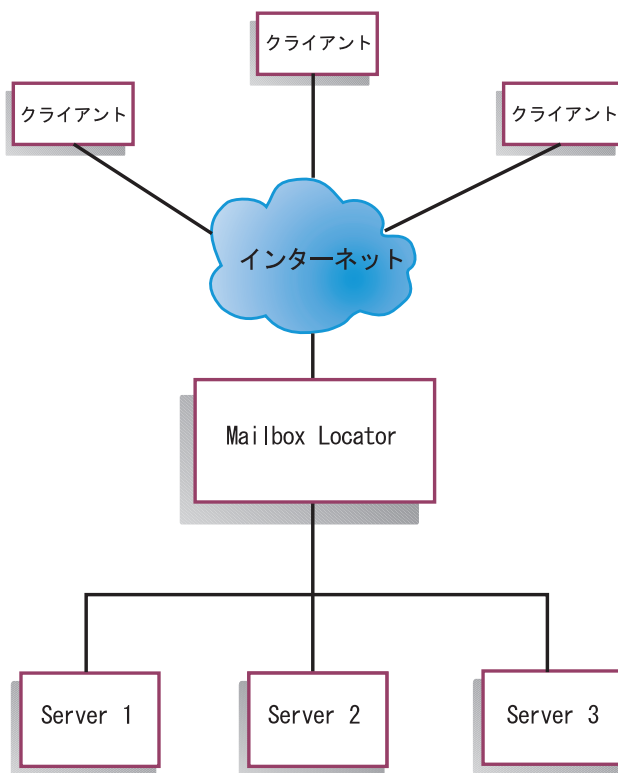 クライアント
クライアント
クライアント
インターネット
Mailbox Locator
Server 1
Server 2
Server 3